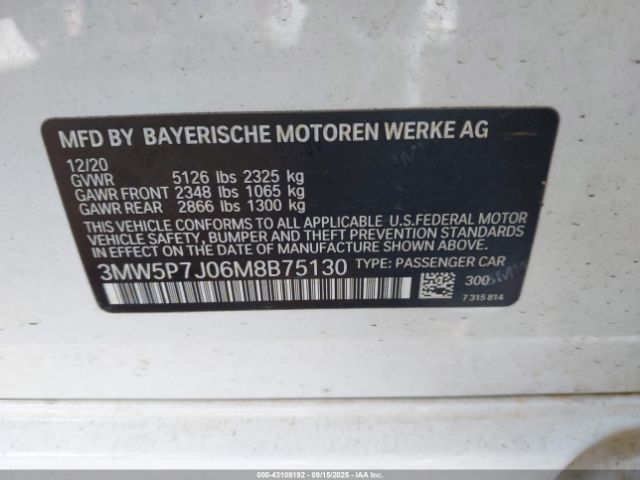 MFD BY BAYERISCHE MOTOREN WERKE AG
12/20
GVWR 5126 lbs 2325 kg
GAWR FRONT 2348 lbs 1065 kg
GAWR REAR 2866 lbs 1300 kg
THIS VEHICLE CONFORMS TO ALL APPLICABLE U.S.FEDERAL MOTOR
VEHICLE SAFETY, BUMPER AND THEFT PREVENTION STANDARDS
IN EFFECT ON THE DATE OF MANUFACTURE SHOWN ABOVE.
3MW5P7J06M8B75130 TYPE: PASSENGER CAR
300
7 315 814
000-43108192 - 09/15/2025 - IAAI.COM